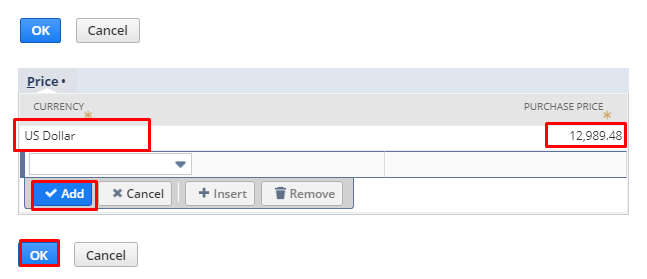 OK Cancel
Price •
CURRENCY * PURCHASE PRICE *
US Dollar 12,989.48
Add Cancel Insert Remove
OK Cancel